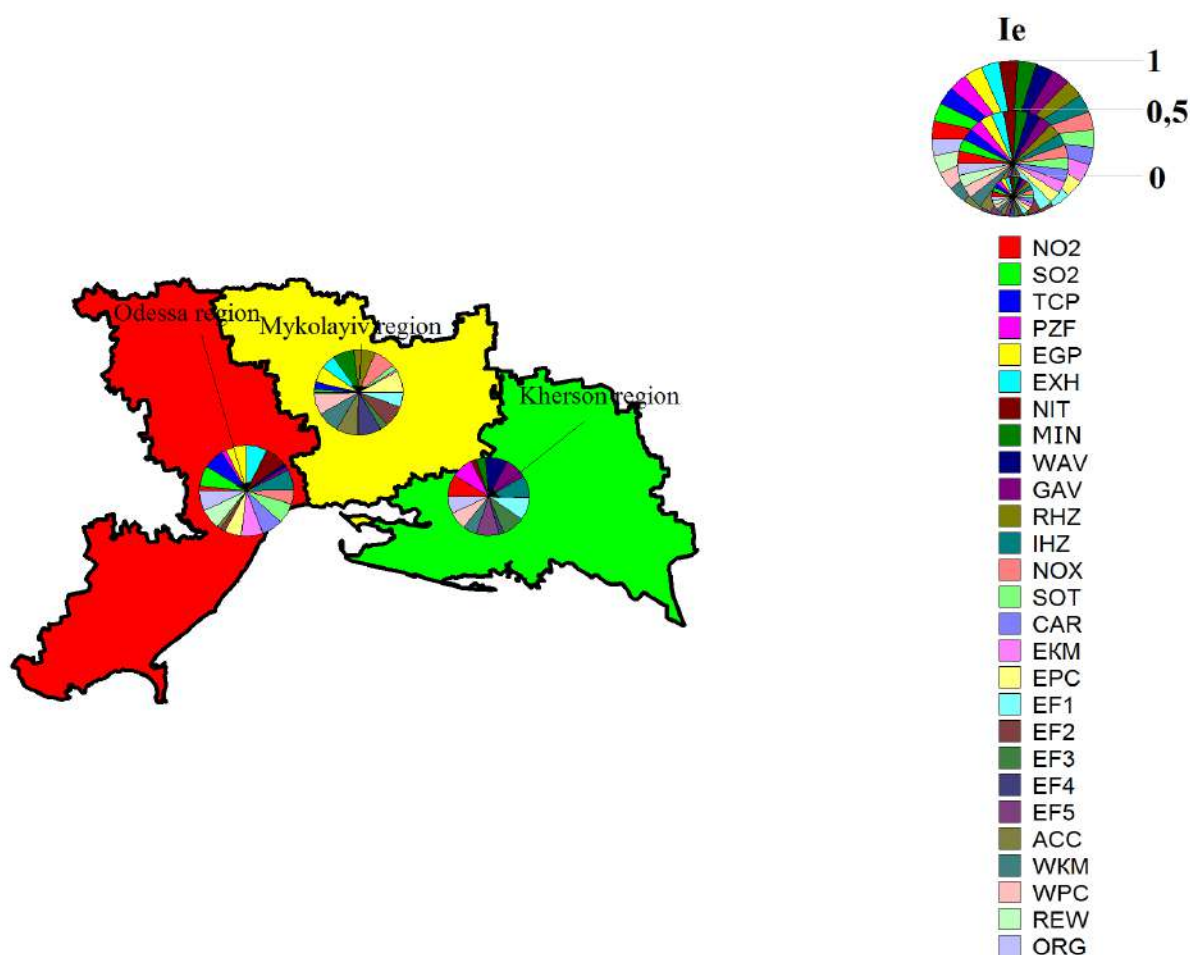 Ie
1
0,5
0
Odessa region
Mykolayiv region
Kherson region
NO2
SO2
TCP
PZF
EGP
EXH
NIT
MIN
WAV
GAV
RHZ
IHZ
NOX
SOT
CAR
EKM
EPC
EF1
EF2
EF3
EF4
EF5
ACC
WKM
WPC
REW
ORG